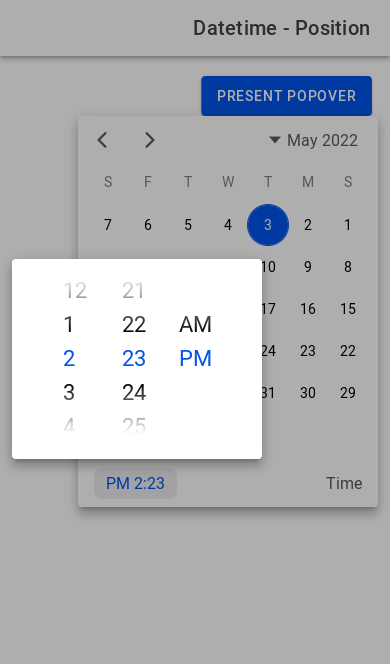 Datetime - Position
PRESENT POPOVER
May 2022
S F T W T M S
7 6 5 4 3 2 1
10 9 8
17 16 15
24 23 22
31 30 29
12 21
1 22 AM
2 23 PM
3 24
4 25
PM 2:23 Time